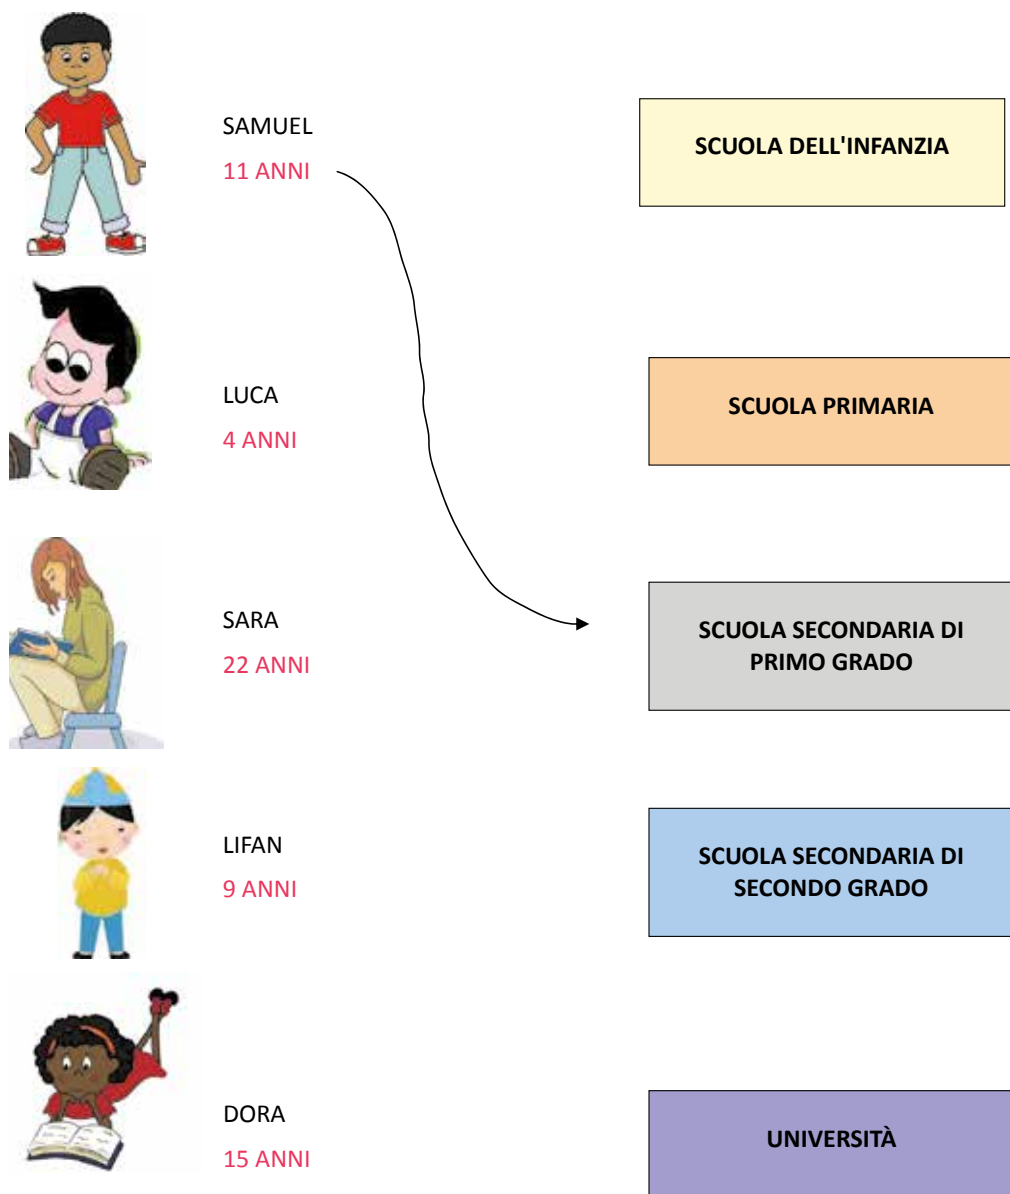 SAMUEL
11 ANNI
SCUOLA DELL'INFANZIA
LUCA
4 ANNI
SCUOLA PRIMARIA
SARA
22 ANNI
SCUOLA SECONDARIA DI
PRIMO GRADO
LIFAN
9 ANNI
SCUOLA SECONDARIA DI
SECONDO GRADO
DORA
15 ANNI
UNIVERSITÀ